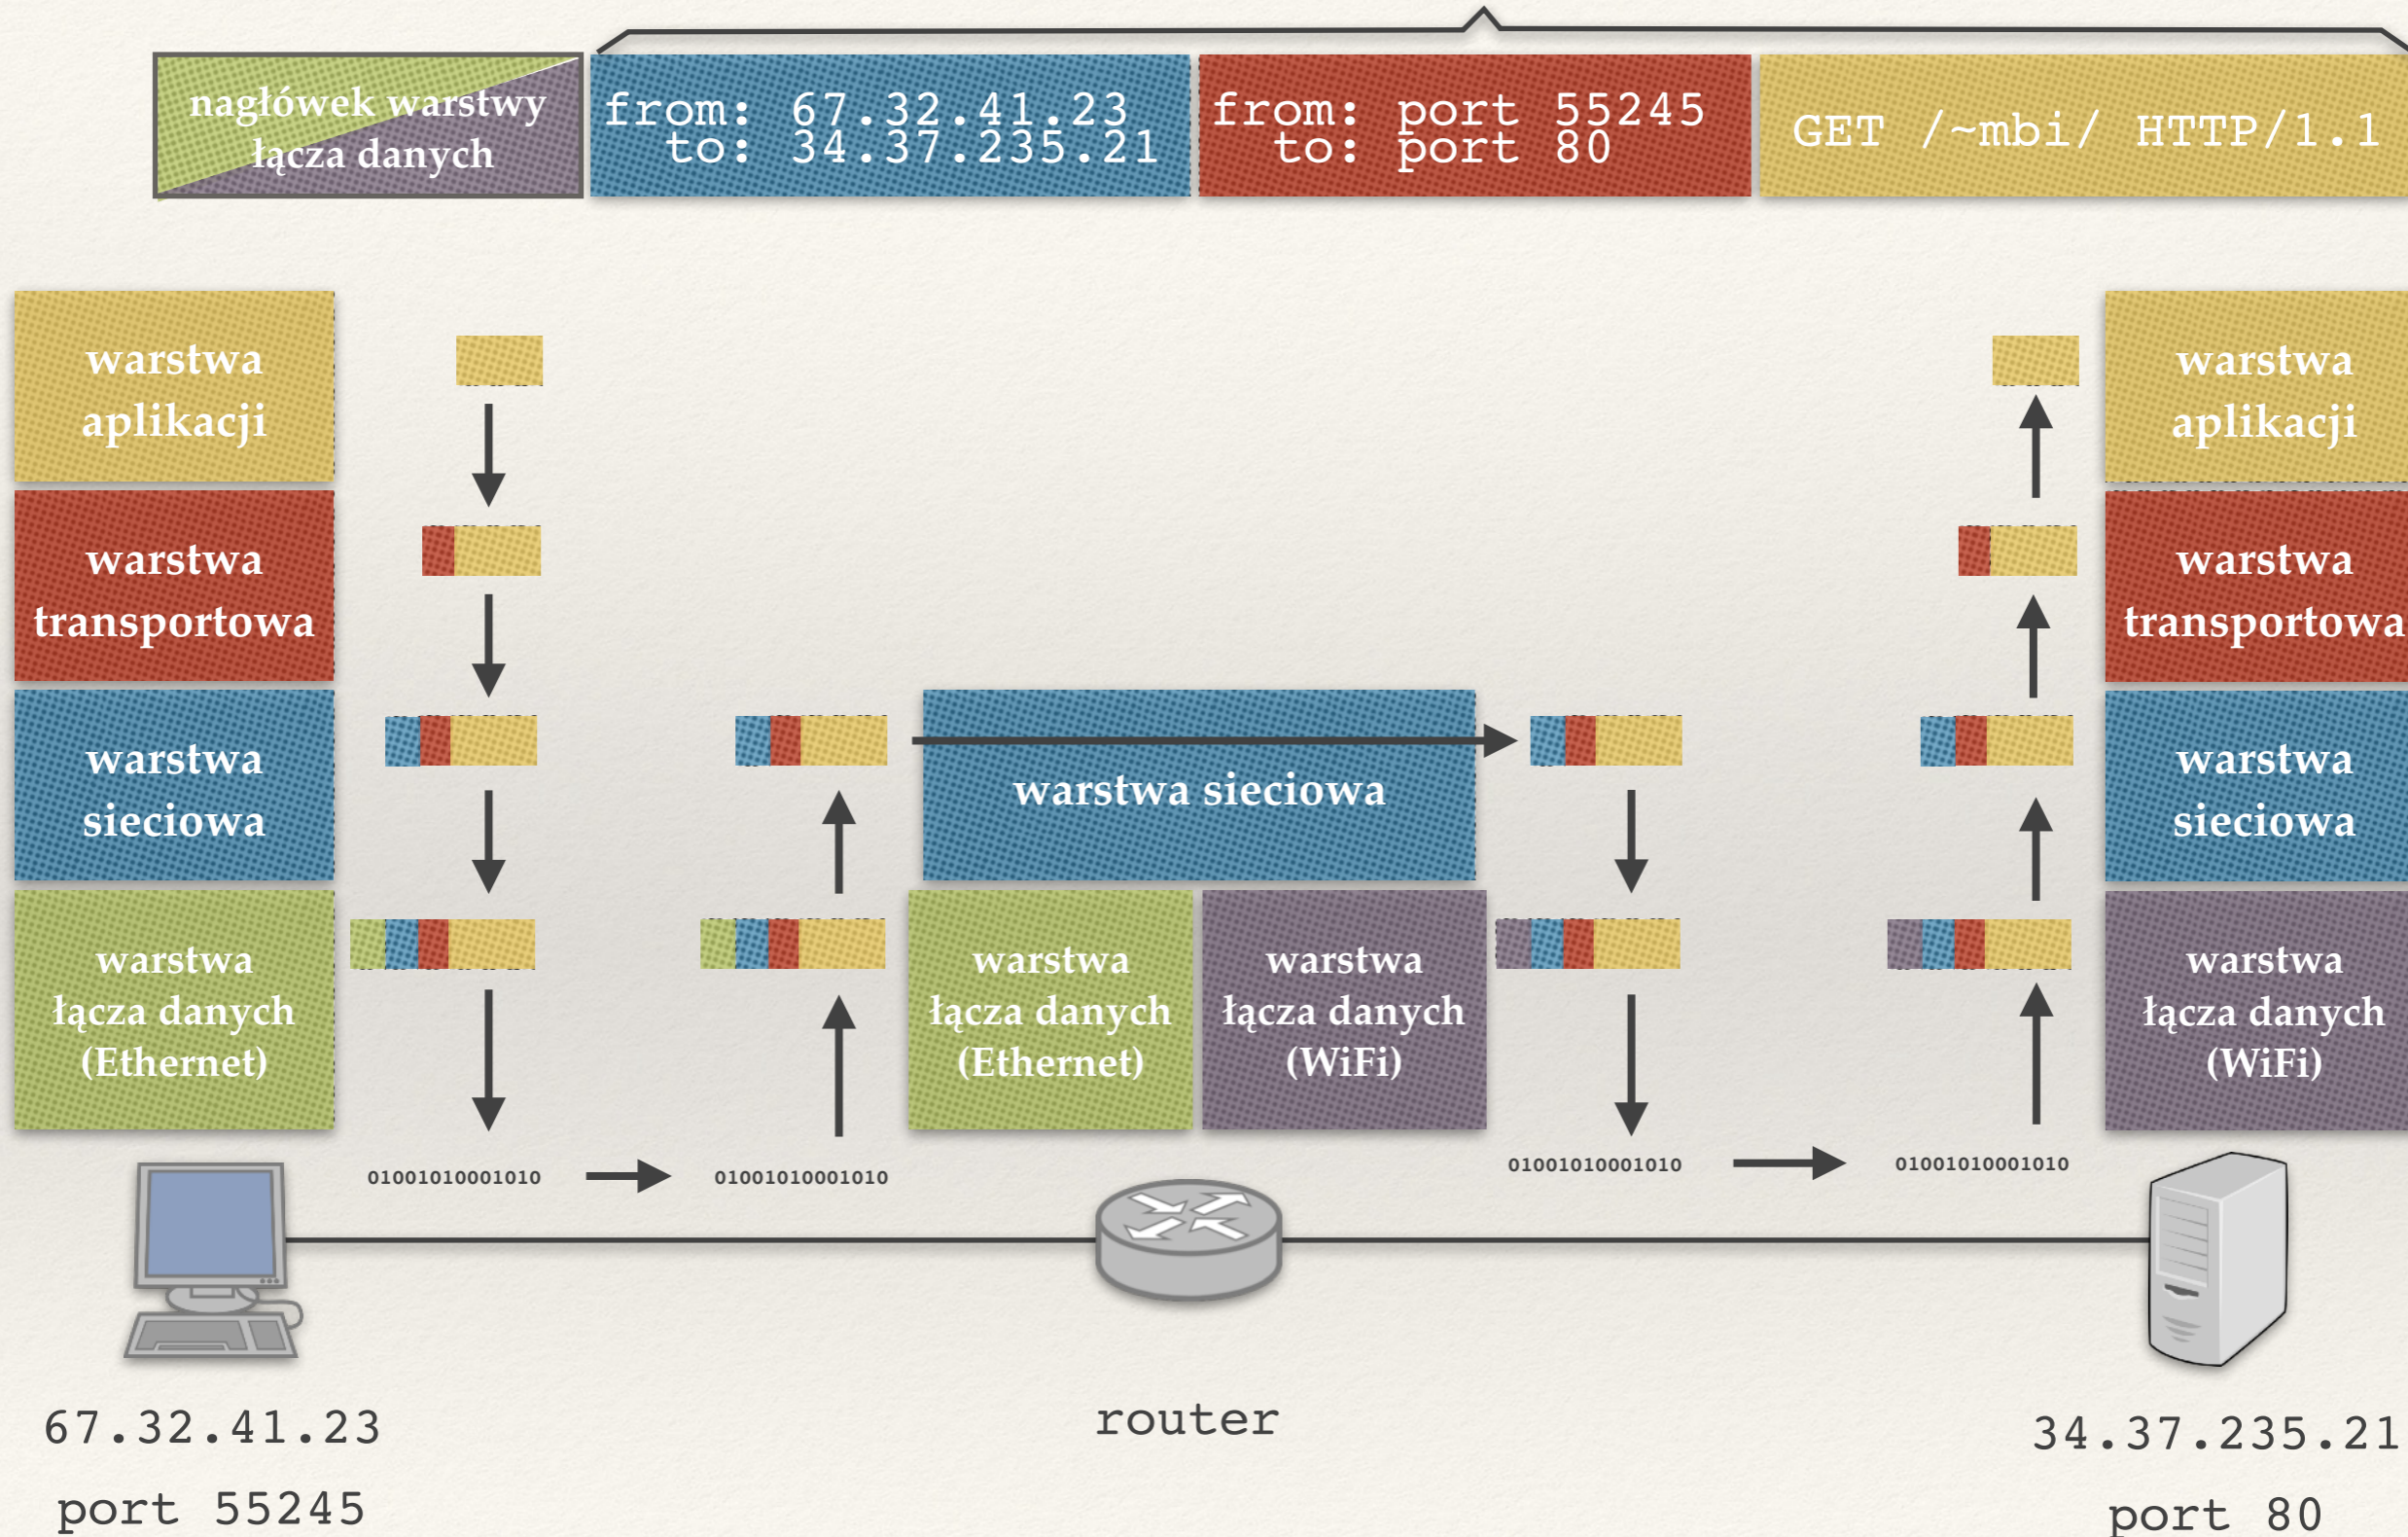 nagłówek warstwy
łącza danych
from: 67.32.41.23
to: 34.37.235.21
from: port 55245
to: port 80
GET /~mbi/ HTTP/1.1
warstwa
aplikacji
warstwa
transportowa
warstwa
sieciowa
warstwa
łącza danych
(Ethernet)
warstwa sieciowa
warstwa
łącza danych
(Ethernet)
warstwa
łącza danych
(WiFi)
warstwa
aplikacji
warstwa
transportowa
warstwa
sieciowa
warstwa
łącza danych
(WiFi)
01001010001010
01001010001010
01001010001010
01001010001010
67.32.41.23
port 55245
router
34.37.235.21
port 80